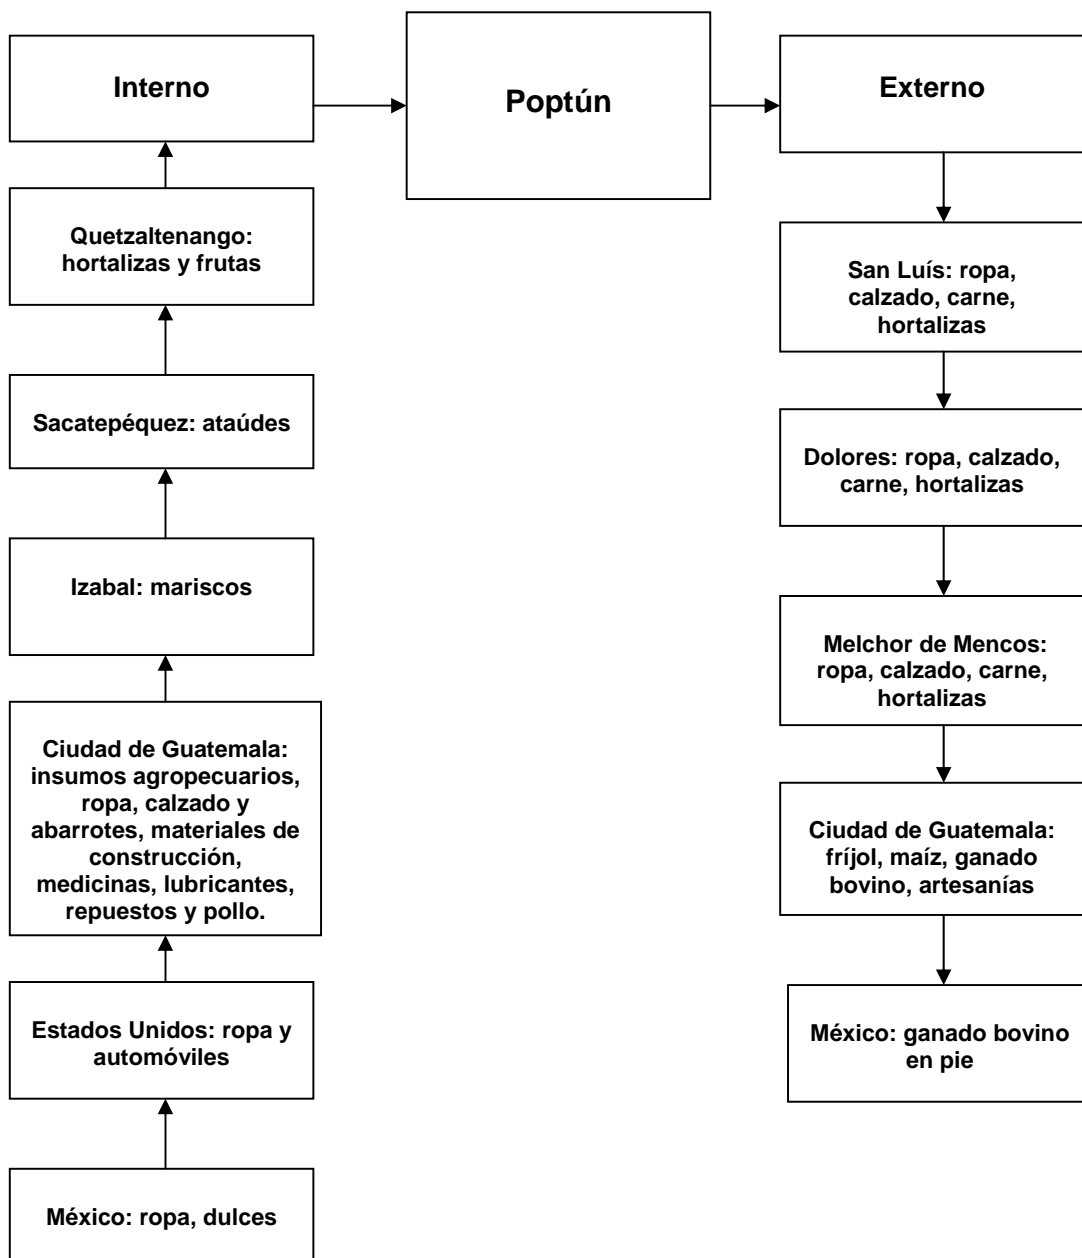 Interno
Poptún
Externo
Quetzaltenango:
hortalizas y frutas
Sacatepéquez: ataúdes
Izabal: mariscos
Ciudad de Guatemala:
insumos agropecuarios,
ropa, calzado y
abarrotes, materiales de
construcción,
medicinas, lubricantes,
repuestos y pollo.
Estados Unidos: ropa y
automóviles
México: ropa, dulces
San Luís: ropa,
calzado, carne,
hortalizas
Dolores: ropa, calzado,
carne, hortalizas
Melchor de Mencos:
ropa, calzado, carne,
hortalizas
Ciudad de Guatemala:
fríjol, maíz, ganado
bovino, artesanías
México: ganado bovino
en pie